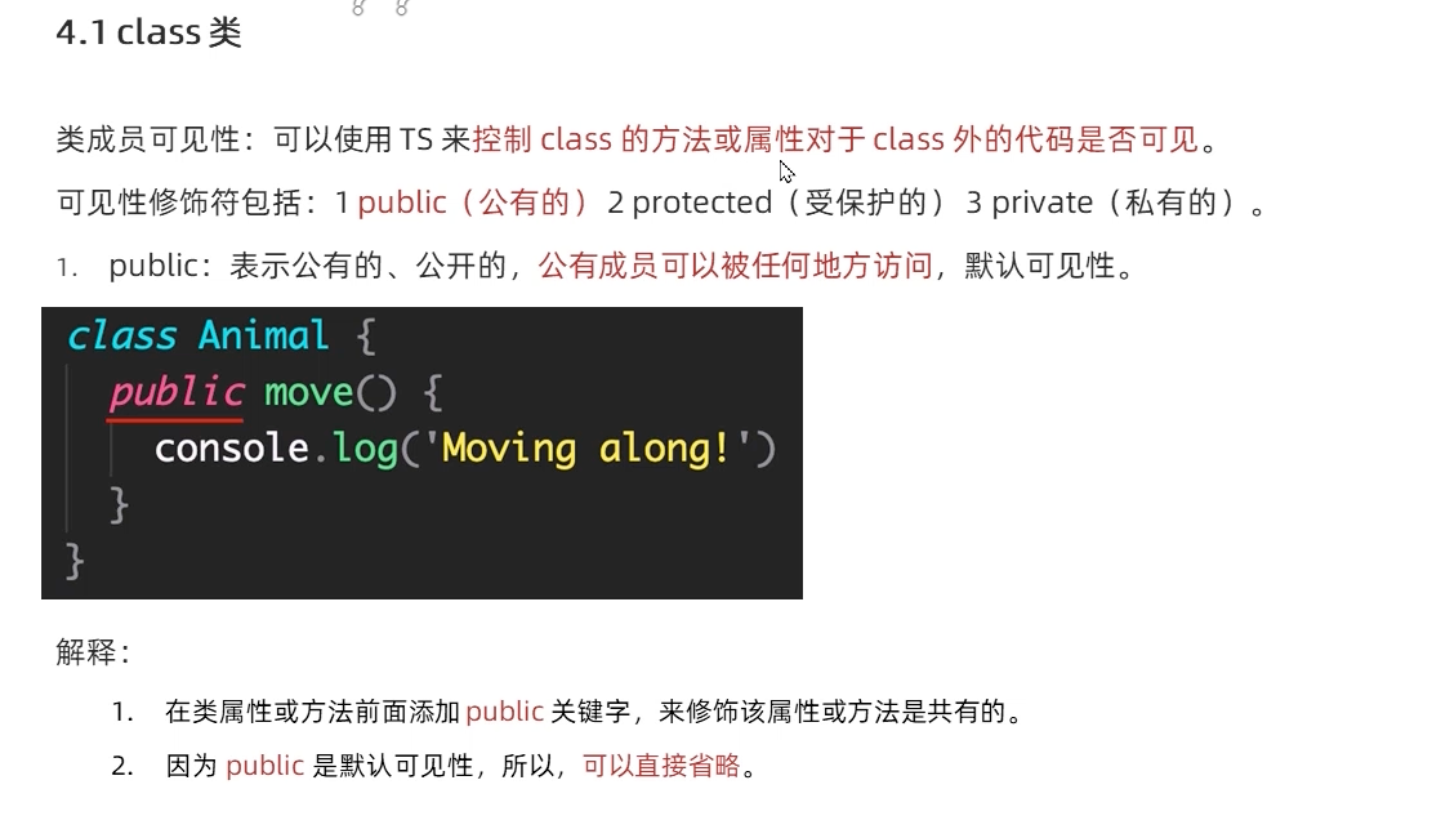 4.1 class 类
类成员可见性：可以使用 TS 来控制 class 的方法或属性对于 class 外的代码是否可见。
可见性修饰符包括：1 public（公有的） 2 protected（受保护的） 3 private（私有的）。
1. public：表示公有的、公开的，公有成员可以被任何地方访问，默认可见性。
class Animal {
public move() {
console.log('Moving along!')
}
}
解释：
1. 在类属性或方法前面添加 public 关键字，来修饰该属性或方法是共有的。
2. 因为 public 是默认可见性，所以，可以直接省略。